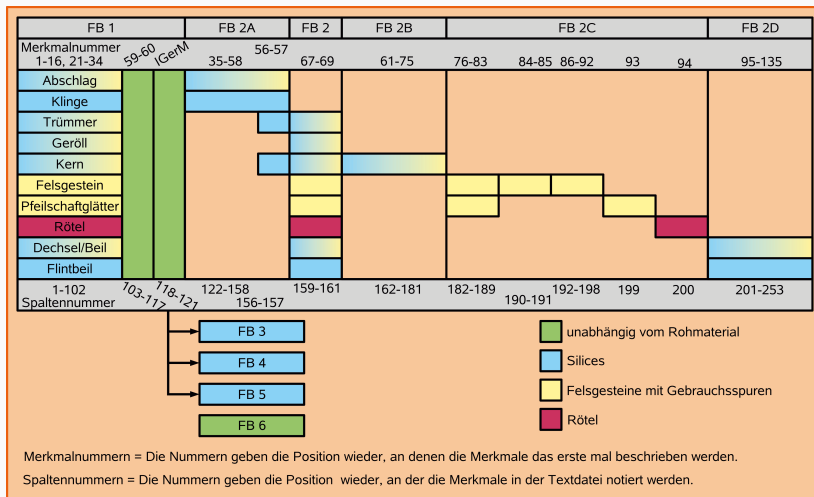 FB 1 FB 2A FB 2 FB 2B FB 2C FB 2D
Merkmalnummer
1-16, 21-34 59-60 IGerM 35-58 56-57 67-69 61-75 76-83 84-85 86-92 93 94 95-135
Abschlag
Klinge
Trümmer
Geröll
Kern
Felsgestein
Pfeilschaftglätter
Rötel
Dechsel/Beil
Flintbeil
1-102 103-117 118-121 122-158 159-161 162-181 182-189 192-198 199 200 201-253
Spaltennummer 156-157 190-191
FB 3
FB 4
FB 5
FB 6
unabhängig vom Rohmaterial
Silices
Felsgesteine mit Gebrauchsspuren
Rötel
Merkmalnummern = Die Nummern geben die Position wieder, an denen die Merkmale das erste mal beschrieben werden.
Spaltennummern = Die Nummern geben die Position wieder, an der die Merkmale in der Textdatei notiert werden.